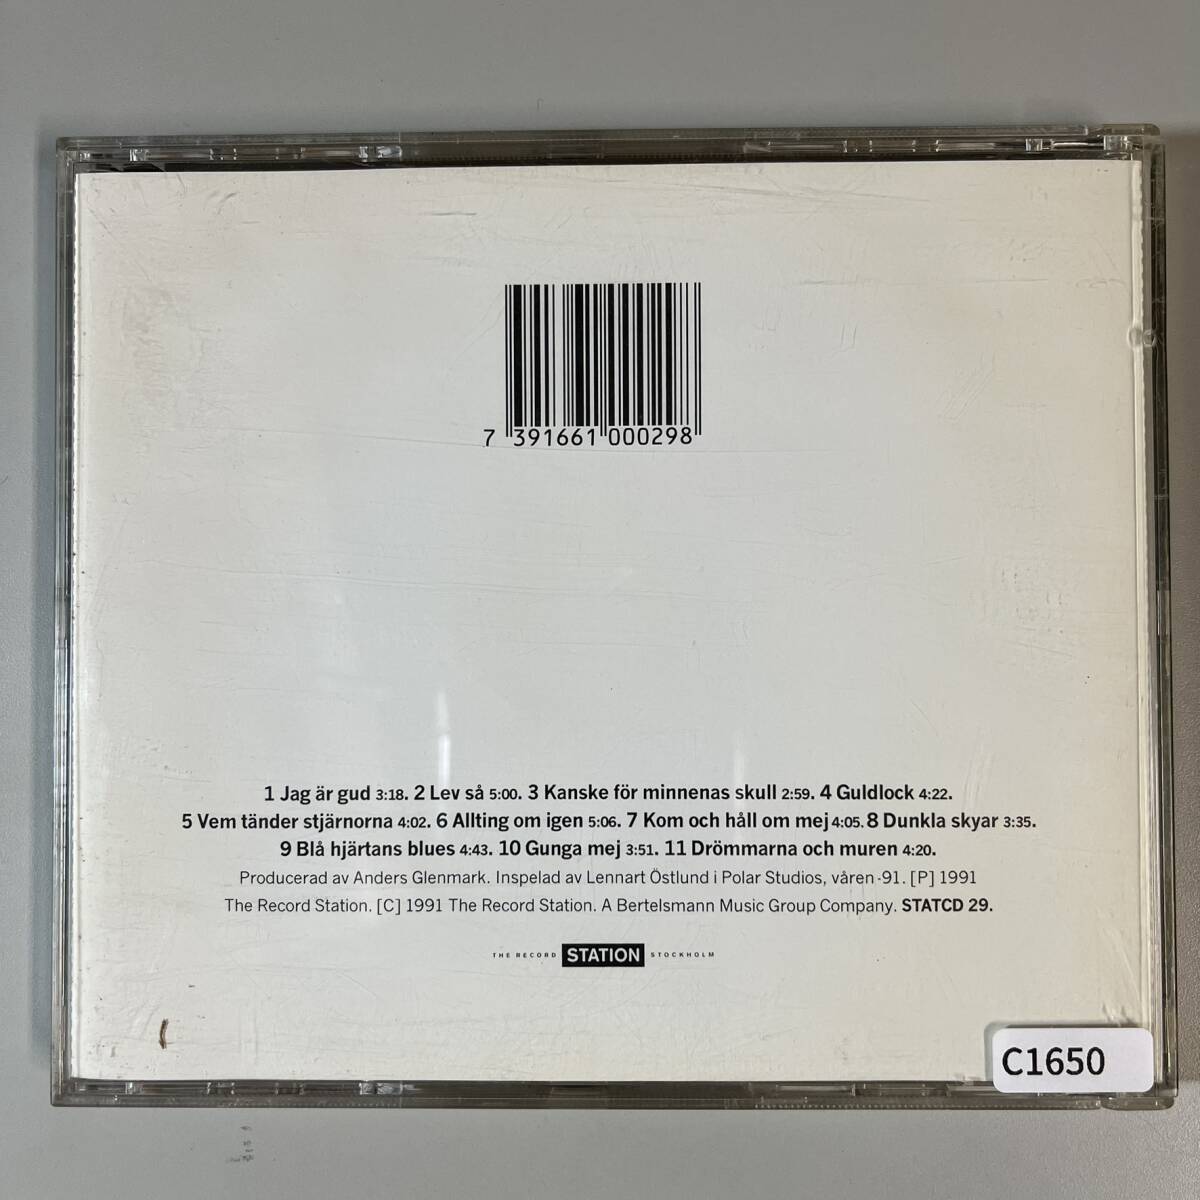 7 391661 000298
1 Jag är gud 3:18. 2 Lev så 5:00. 3 Kanske för minnenas skull 2:59. 4 Guldlock 4:22.
5 Vem tänder stjärnorna 4:02. 6 Allting om igen 5:06. 7 Kom och håll om mej 4:05. 8 Dunkla skyar 3:35.
9 Blå hjärtans blues 4:43. 10 Gunga mej 3:51. 11 Drömmarna och muren 4:20.
Producerad av Anders Glenmark. Inspelad av Lennart Östlund i Polar Studios, våren -91. [P] 1991
The Record Station. [C] 1991 The Record Station. A Bertelsmann Music Group Company. STATCD 29.
THE RECORD STATION STOCKHOLM
C1650